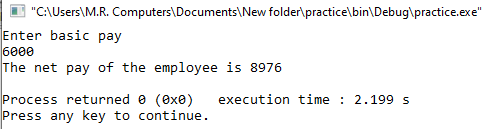 "C:\Users\M.R. Computers\Documents\New folder\practice\bin\Debug\practice.exe"
Enter basic pay
6000
The net pay of the employee is 8976
Process returned 0 (0x0)   execution time : 2.199 s
Press any key to continue.